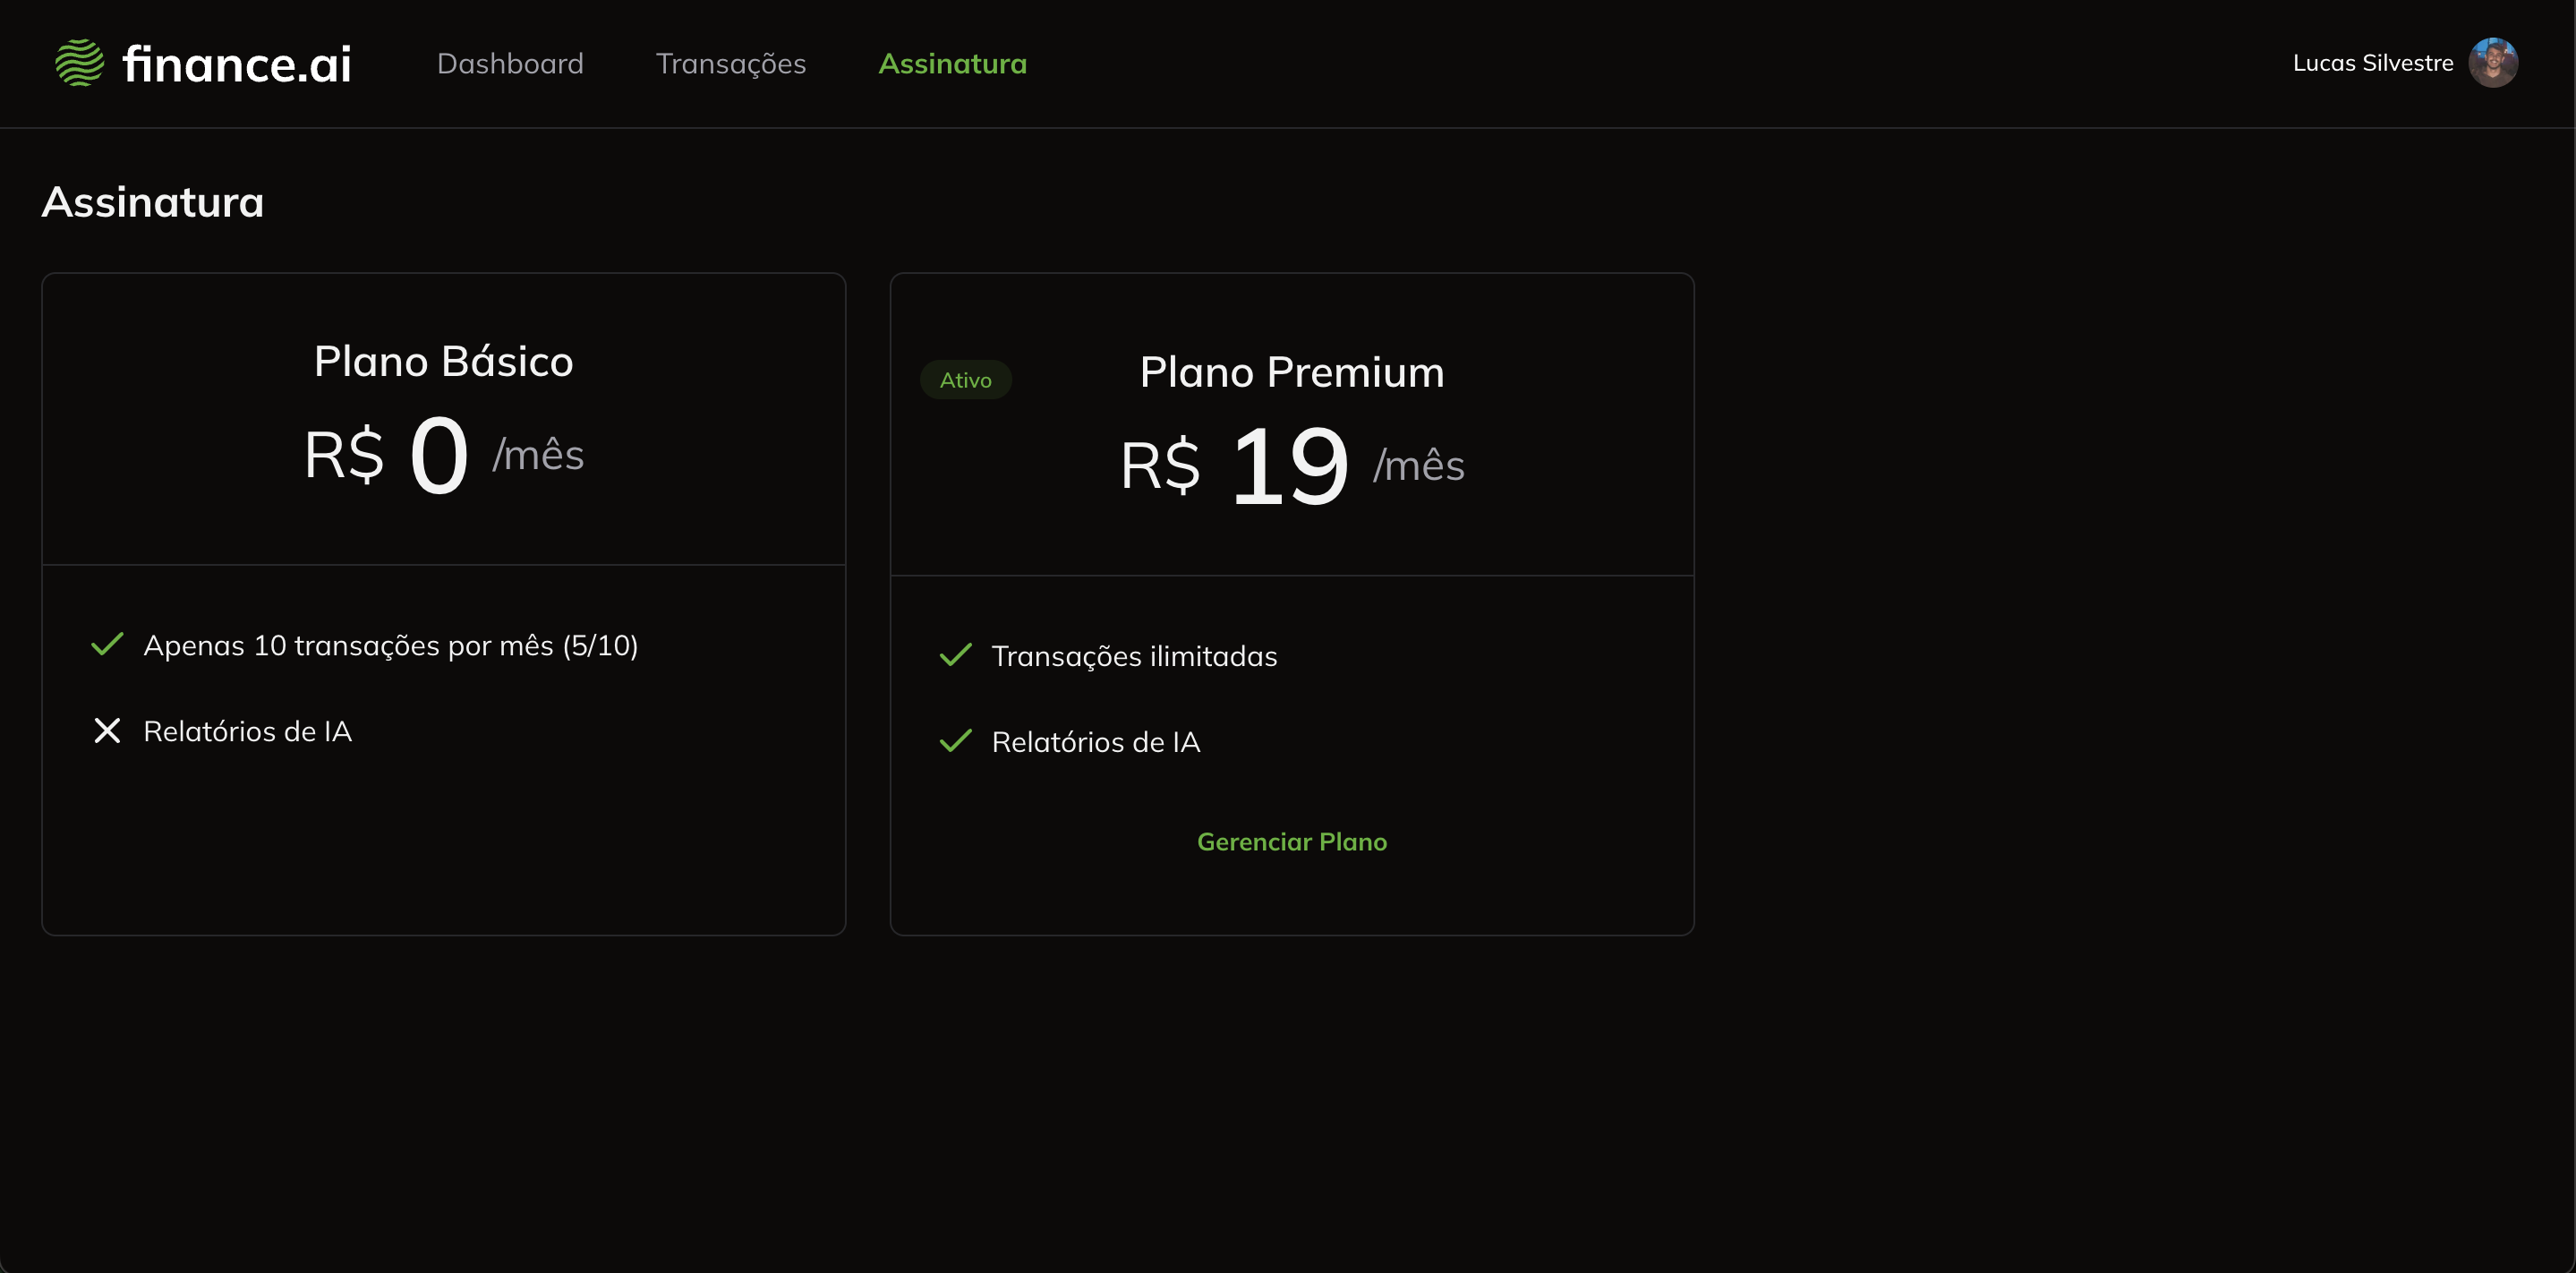 finance.ai Dashboard Transações Assinatura Lucas Silvestre
Assinatura
Plano Básico
R$ 0 /mês
Apenas 10 transações por mês (5/10)
Relatórios de IA
Ativo
Plano Premium
R$ 19 /mês
Transações ilimitadas
Relatórios de IA
Gerenciar Plano